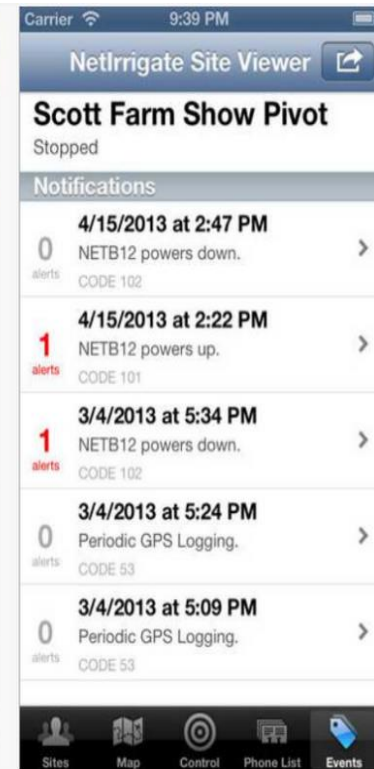 Carrier 9:39 PM
NetIrrigate Site Viewer
Scott Farm Show Pivot
Stopped
Notifications
4/15/2013 at 2:47 PM
0 alerts NETB12 powers down.
CODE 102
4/15/2013 at 2:22 PM
1 alerts NETB12 powers up.
CODE 101
3/4/2013 at 5:34 PM
1 alerts NETB12 powers down.
CODE 102
3/4/2013 at 5:24 PM
0 alerts Periodic GPS Logging.
CODE 53
3/4/2013 at 5:09 PM
0 alerts Periodic GPS Logging.
CODE 53
Sites Map Control Phone List Events